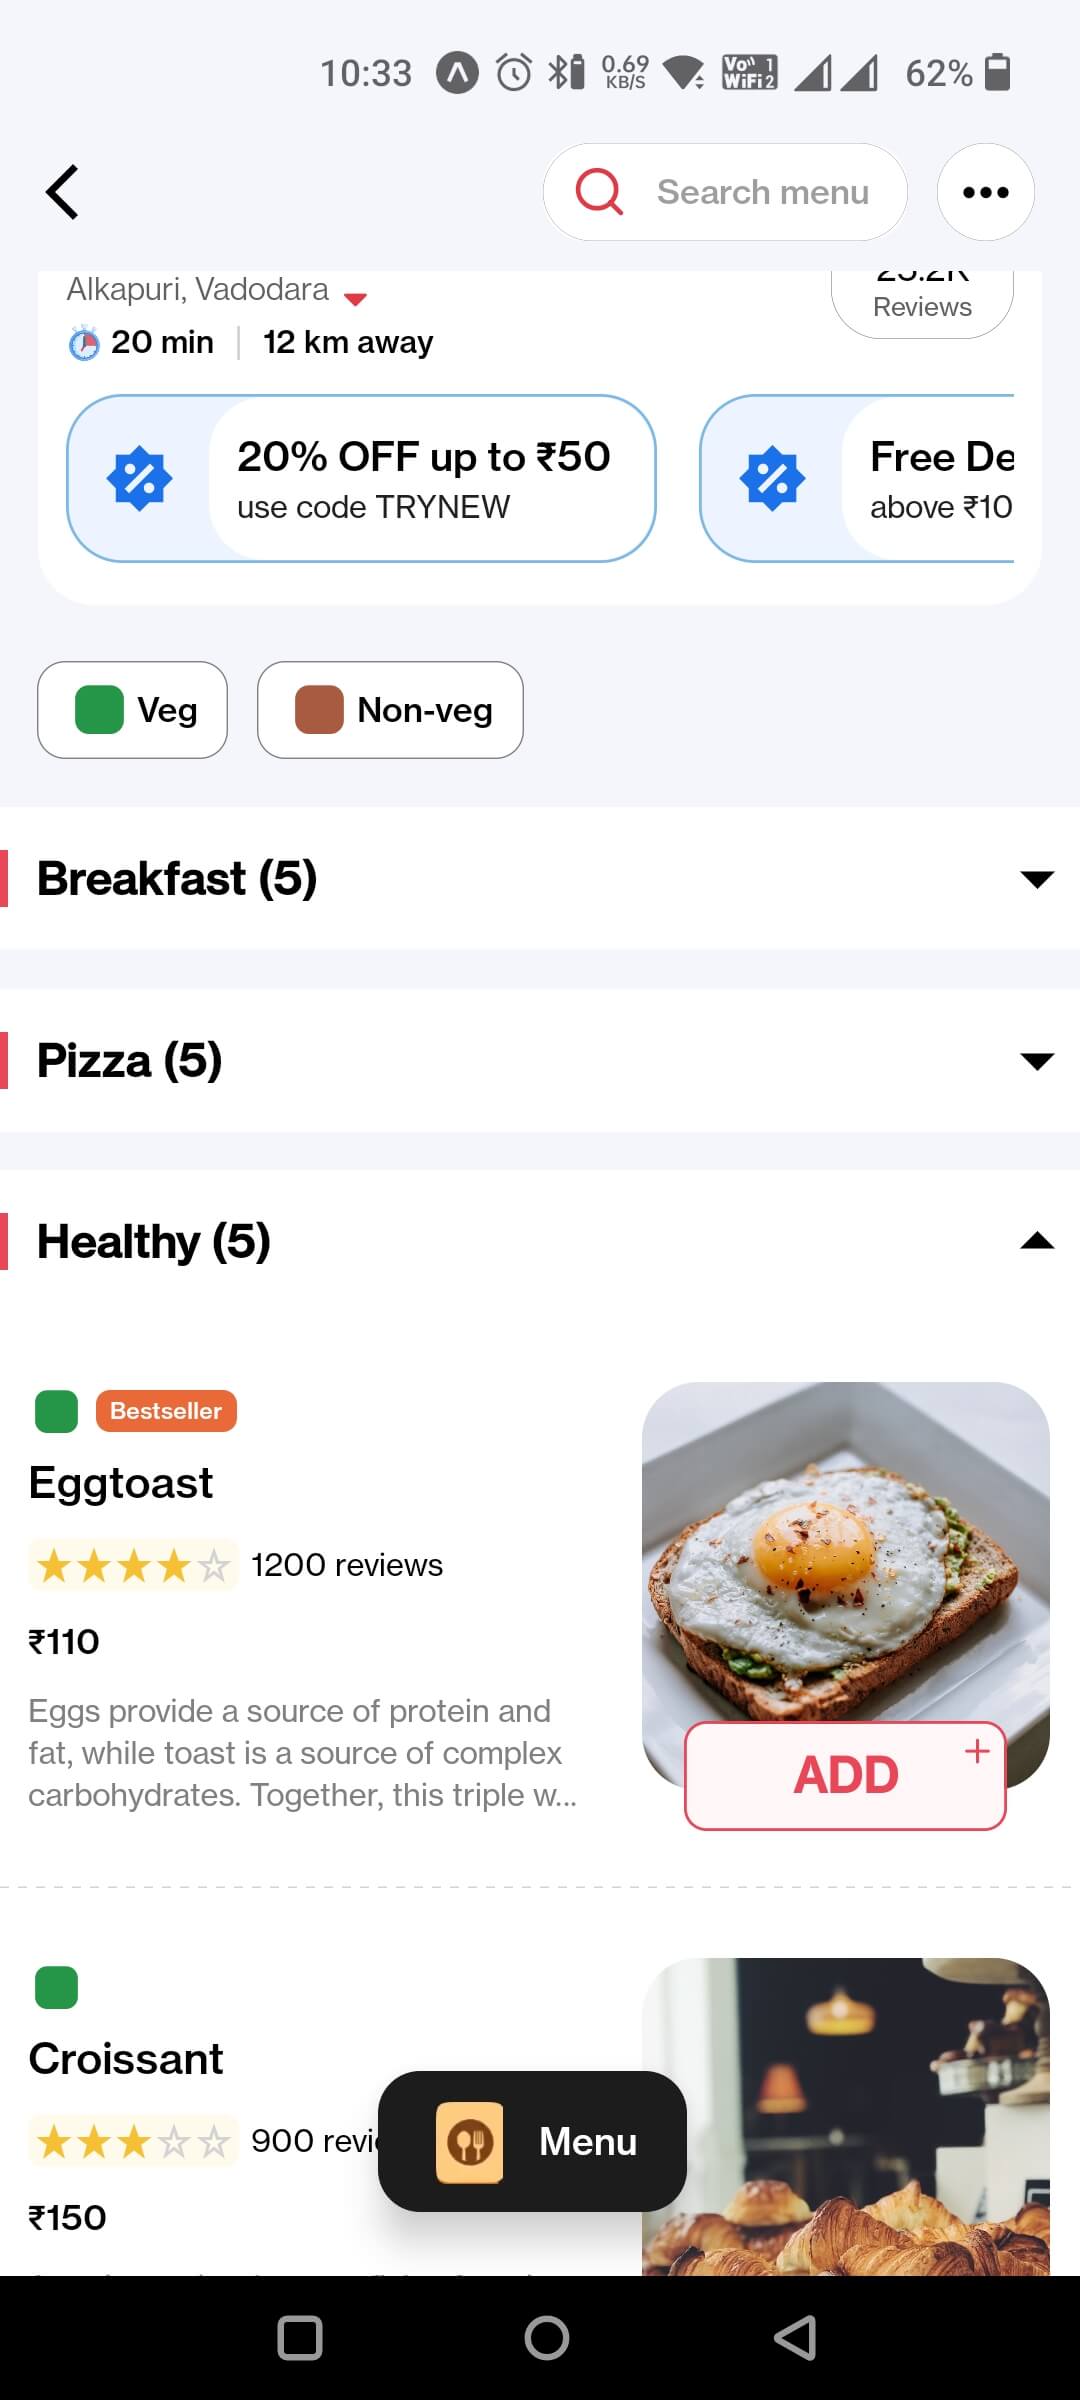 10:33
0.69
KB/S
Vo 1
WiFi 2
62%
Search menu
Alkapuri, Vadodara
Reviews
20 min
12 km away
20% OFF up to ₹50
use code TRYNEW
Free De
above ₹10
Veg
Non-veg
Breakfast (5)
Pizza (5)
Healthy (5)
Bestseller
Eggtoast
1200 reviews
₹110
Eggs provide a source of protein and
fat, while toast is a source of complex
carbohydrates. Together, this triple w...
ADD +
Croissant
900 revi
Menu
₹150